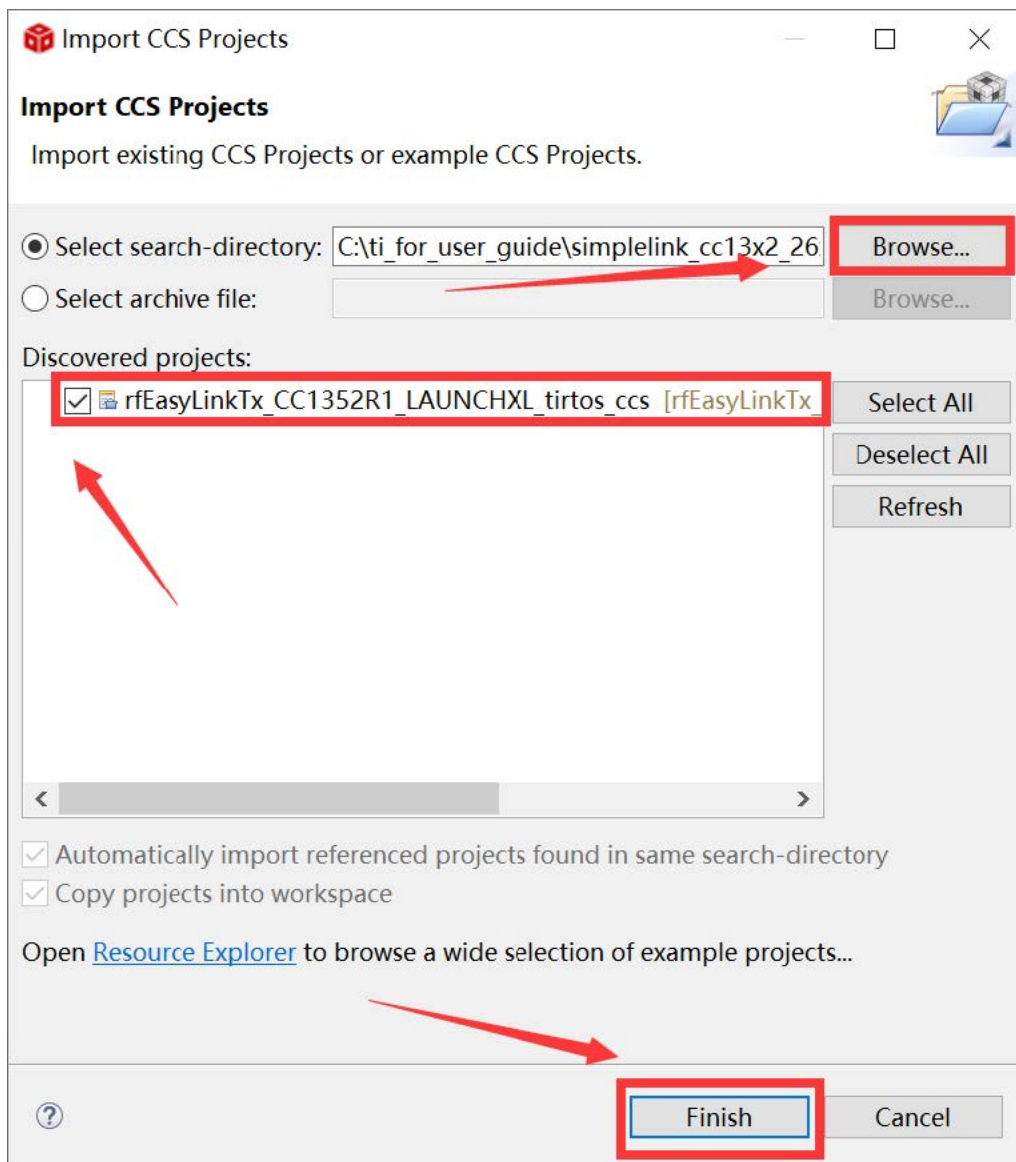 Import CCS Projects
Import CCS Projects
Import existing CCS Projects or example CCS Projects.
Select search-directory: C:\ti_for_user_guide\simplelink_cc13x2_26 Browse...
Select archive file: Browse...
Discovered projects:
rfEasyLinkTx_CC1352R1_LAUNCHXL_tirtos_ccs [rfEasyLinkTx_ Select All
Deselect All
Refresh
Automatically import referenced projects found in same search-directory
Copy projects into workspace
Open Resource Explorer to browse a wide selection of example projects...
? Finish Cancel